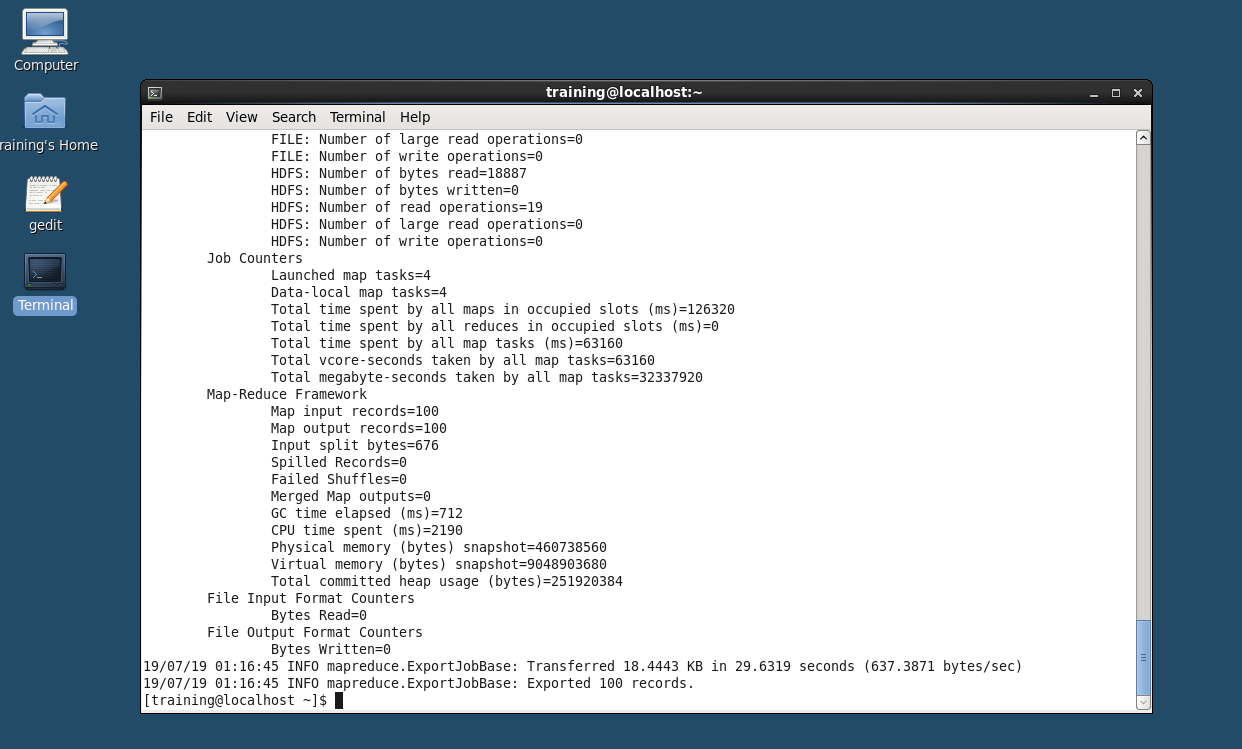 Computer
raining's Home
gedit
Terminal
training@localhost:~
File Edit View Search Terminal Help
FILE: Number of large read operations=0
FILE: Number of write operations=0
HDFS: Number of bytes read=18887
HDFS: Number of bytes written=0
HDFS: Number of read operations=19
HDFS: Number of large read operations=0
HDFS: Number of write operations=0
Job Counters
Launched map tasks=4
Data-local map tasks=4
Total time spent by all maps in occupied slots (ms)=126320
Total time spent by all reduces in occupied slots (ms)=0
Total time spent by all map tasks (ms)=63160
Total vcore-seconds taken by all map tasks=63160
Total megabyte-seconds taken by all map tasks=32337920
Map-Reduce Framework
Map input records=100
Map output records=100
Input split bytes=676
Spilled Records=0
Failed Shuffles=0
Merged Map outputs=0
GC time elapsed (ms)=712
CPU time spent (ms)=2190
Physical memory (bytes) snapshot=460738560
Virtual memory (bytes) snapshot=9048903680
Total committed heap usage (bytes)=251920384
File Input Format Counters
Bytes Read=0
File Output Format Counters
Bytes Written=0
19/07/19 01:16:45 INFO mapreduce.ExportJobBase: Transferred 18.4443 KB in 29.6319 seconds (637.3871 bytes/sec)
19/07/19 01:16:45 INFO mapreduce.ExportJobBase: Exported 100 records.
[training@localhost ~]$